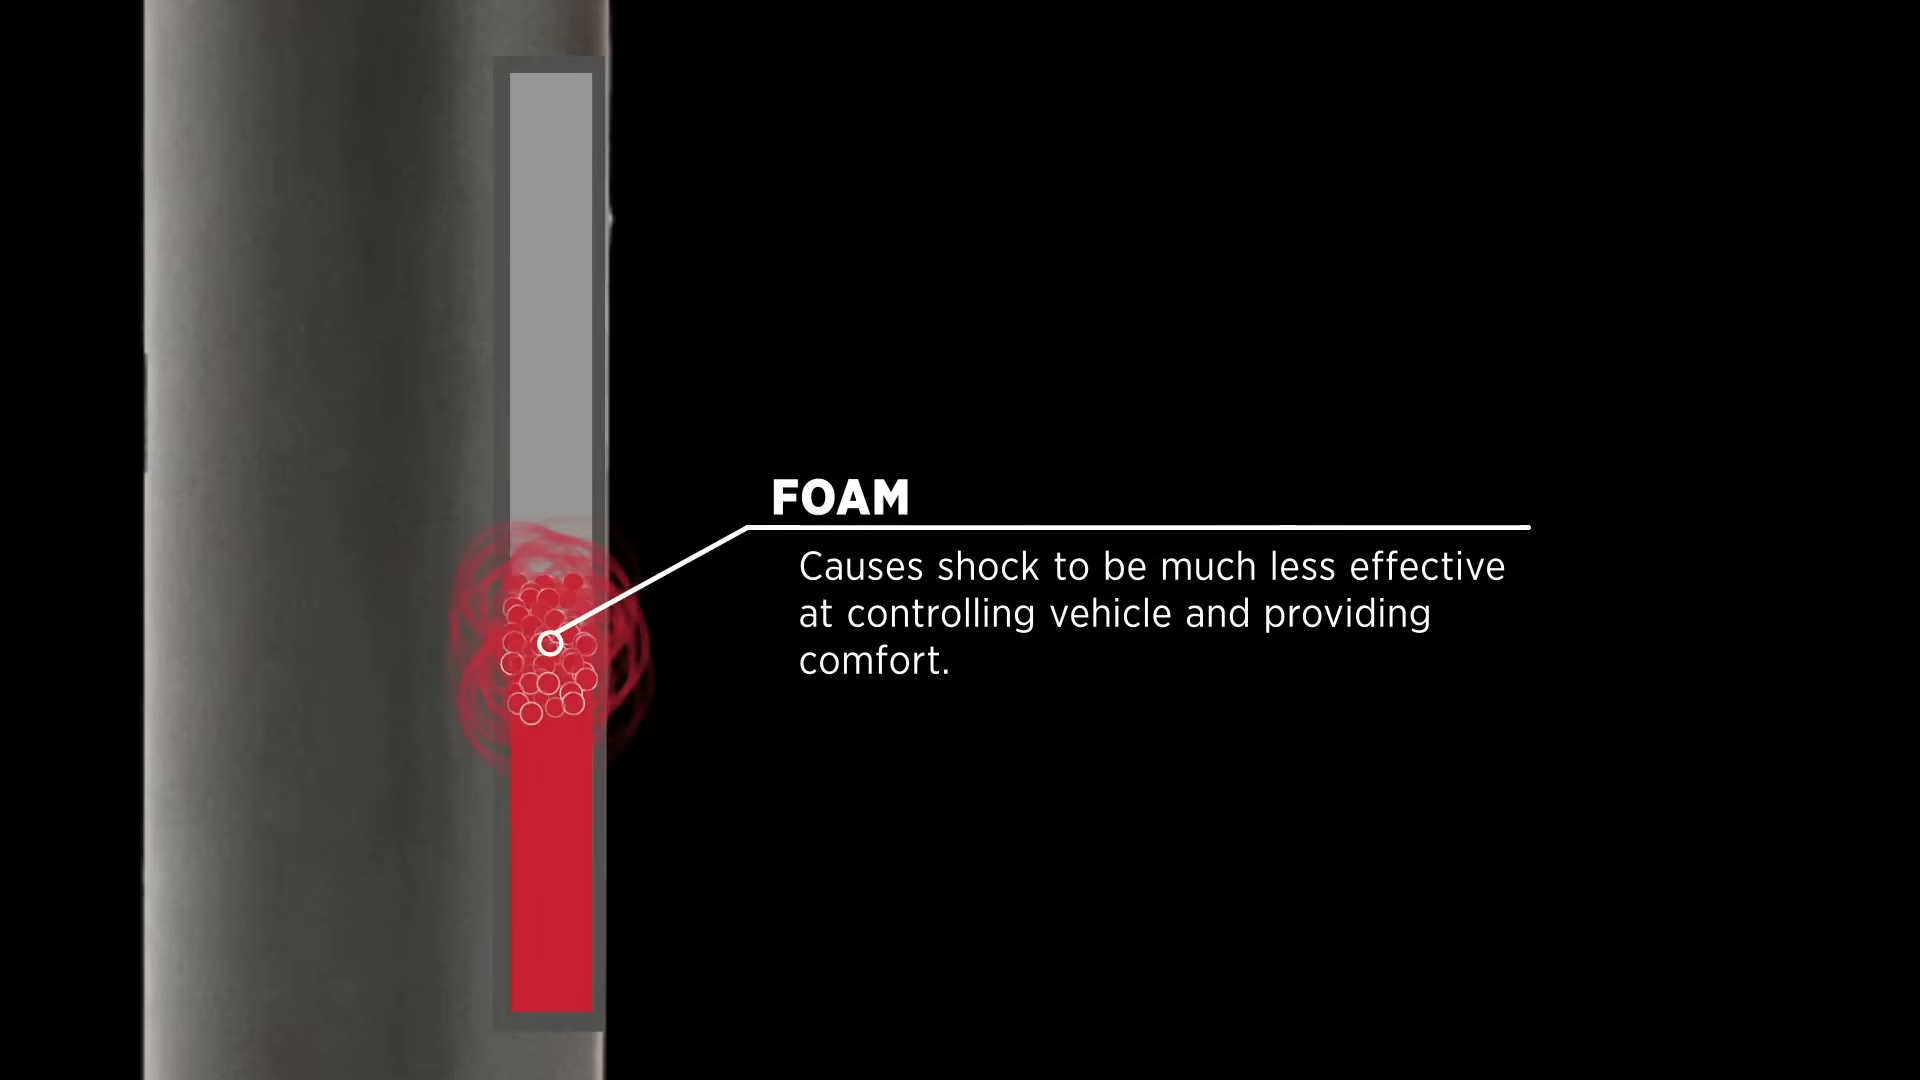 FOAM
Causes shock to be much less effective
at controlling vehicle and providing
comfort.